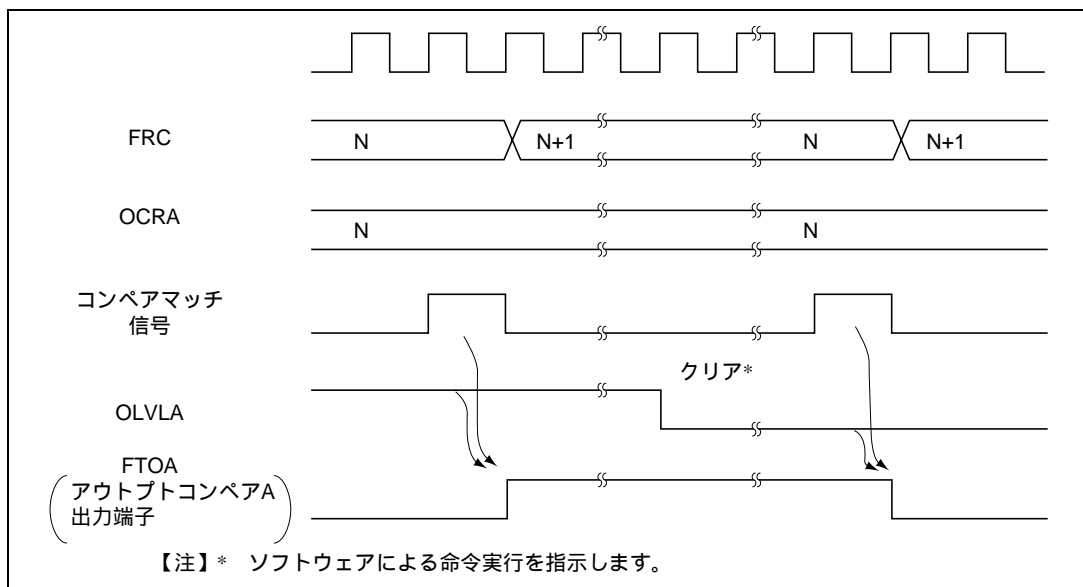 FRC N N+1 N N+1
OCRA N N
コンペアマッチ
信号
クリア*
OLVLA
FTOA
アウトプトコンペアA
出力端子
【注】* ソフトウェアによる命令実行を指示します。